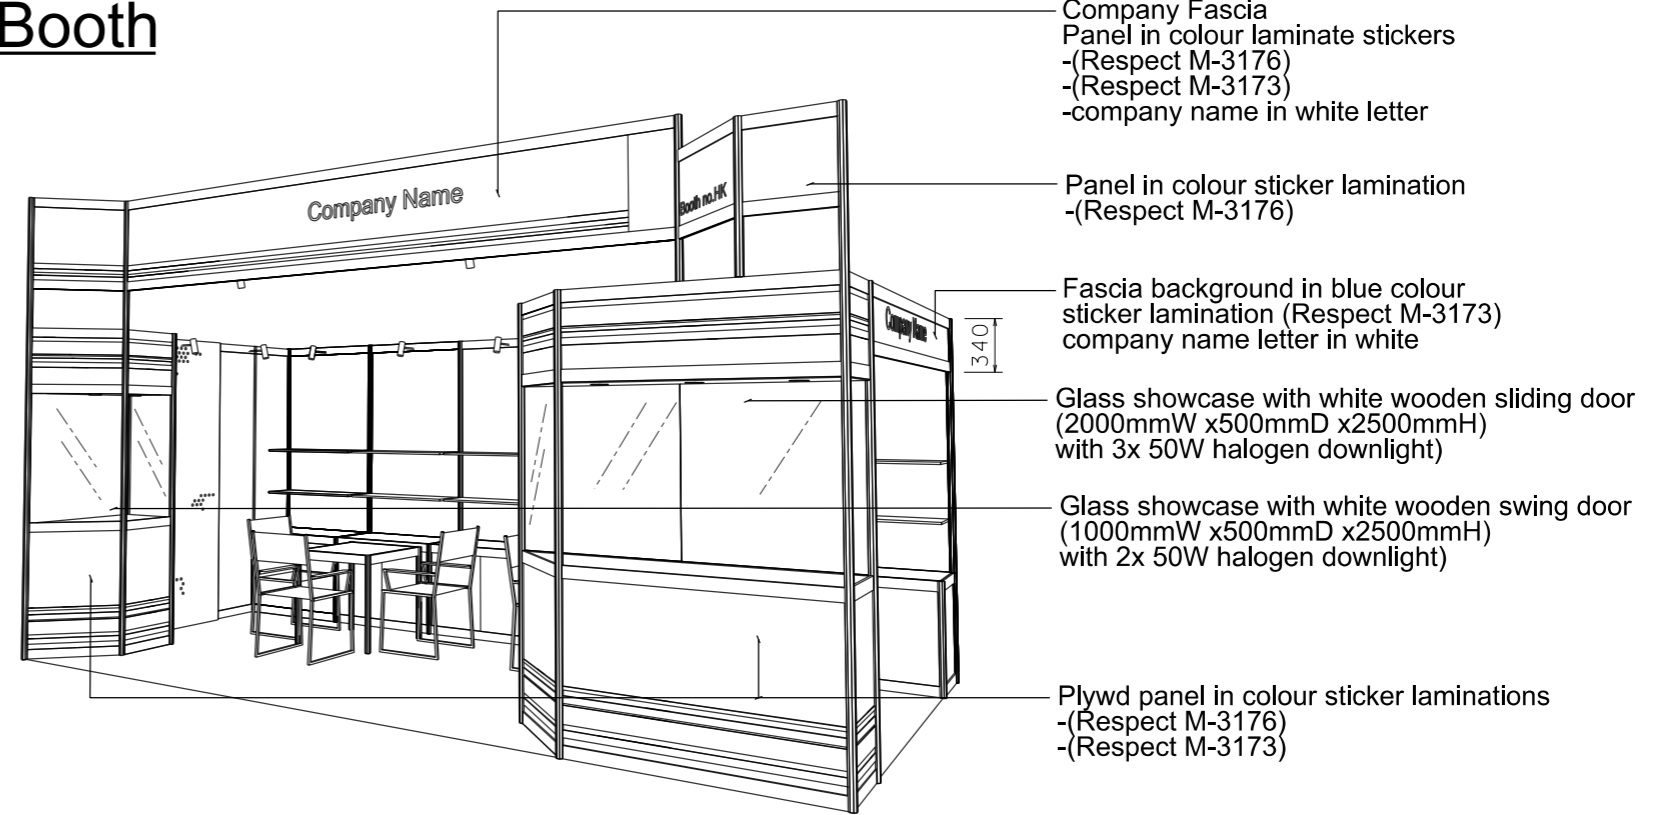 Booth
Company Fascia
Panel in colour laminate stickers
-(Respect M-3176)
-(Respect M-3173)
-company name in white letter
Company Name
Booth no.HK
Panel in colour sticker lamination
-(Respect M-3176)
Fascia background in blue colour
sticker lamination (Respect M-3173)
company name letter in white
Company Name
340
Glass showcase with white wooden sliding door
(2000mmW x500mmD x2500mmH)
with 3x 50W halogen downlight)
Glass showcase with white wooden swing door
(1000mmW x500mmD x2500mmH)
with 2x 50W halogen downlight)
Plywd panel in colour sticker laminations
-(Respect M-3176)
-(Respect M-3173)